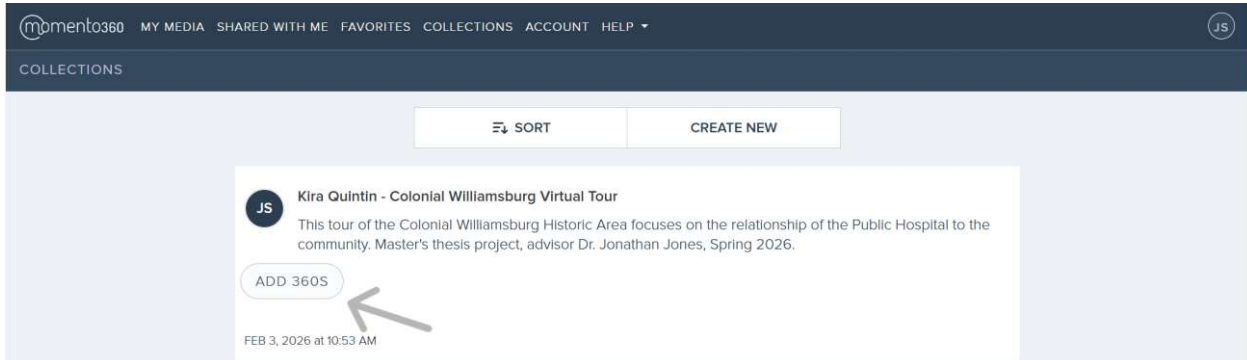 momento360 MY MEDIA SHARED WITH ME FAVORITES COLLECTIONS ACCOUNT HELP JS
COLLECTIONS
SORT CREATE NEW
JS
Kira Quintin - Colonial Williamsburg Virtual Tour
This tour of the Colonial Williamsburg Historic Area focuses on the relationship of the Public Hospital to the
community. Master's thesis project, advisor Dr. Jonathan Jones, Spring 2026.
ADD 360S
FEB 3, 2026 at 10:53 AM